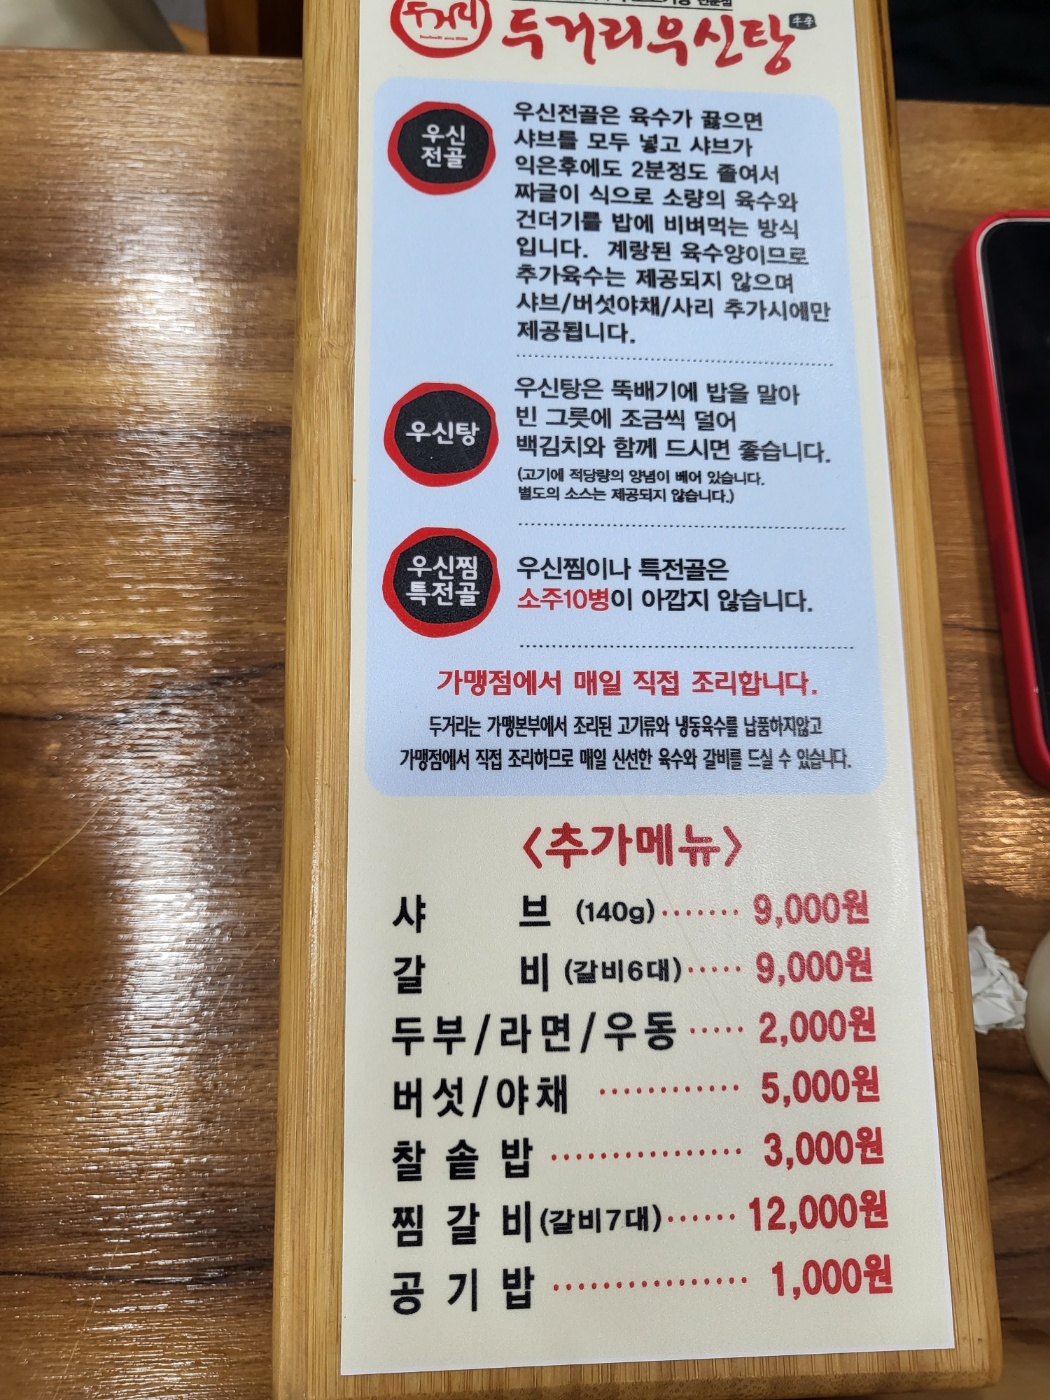 두거리
두거리우신탕
우신
전골
우신전골은 육수가 끓으면
샤브를 모두 넣고 샤브가
익은후에도 2분정도 졸여서
짜글이 식으로 소량의 육수와
건더기를 밥에 비벼먹는 방식
입니다. 계량된 육수양이므로
추가육수는 제공되지 않으며
샤브/버섯야채/사리 추가시에만
제공됩니다.
우신탕
우신탕은 뚝배기에 밥을 말아
빈 그릇에 조금씩 덜어
백김치와 함께 드시면 좋습니다.
(고기에 적당량의 양념이 베어 있습니다.
별도의 소스는 제공되지 않습니다.)
우신찜
특전골
우신찜이나 특전골은
소주10병이 아깝지 않습니다.
가맹점에서 매일 직접 조리합니다.
두거리는 가맹본부에서 조리된 고기류와 냉동육수를 납품하지않고
가맹점에서 직접 조리하므로 매일 신선한 육수와 갈비를 드실 수 있습니다.
<추가메뉴>
샤 브 (140g)······· 9,000원
갈 비 (갈비6대)····· 9,000원
두부/라면/우동 ····· 2,000원
버섯/야채 ············ 5,000원
찰솥밥 ················ 3,000원
찜갈비(갈비7대)······ 12,000원
공기밥 ················ 1,000원